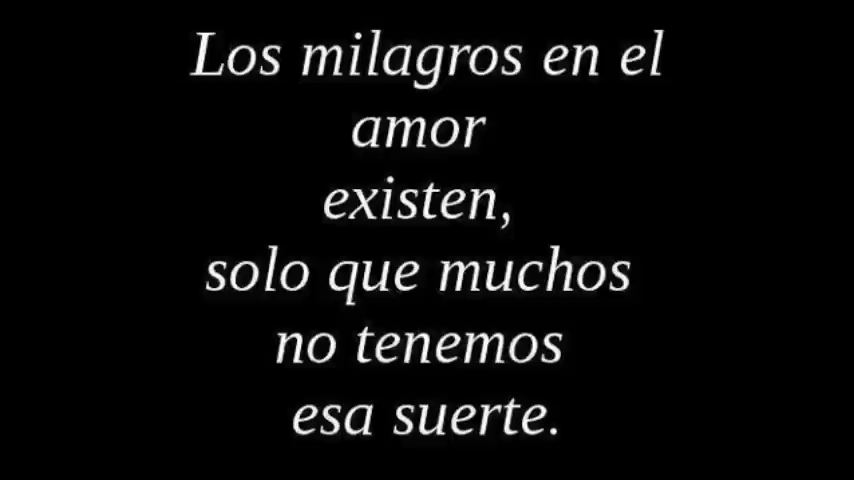 Los milagros en el
amor
existen,
solo que muchos
no tenemos
esa suerte.